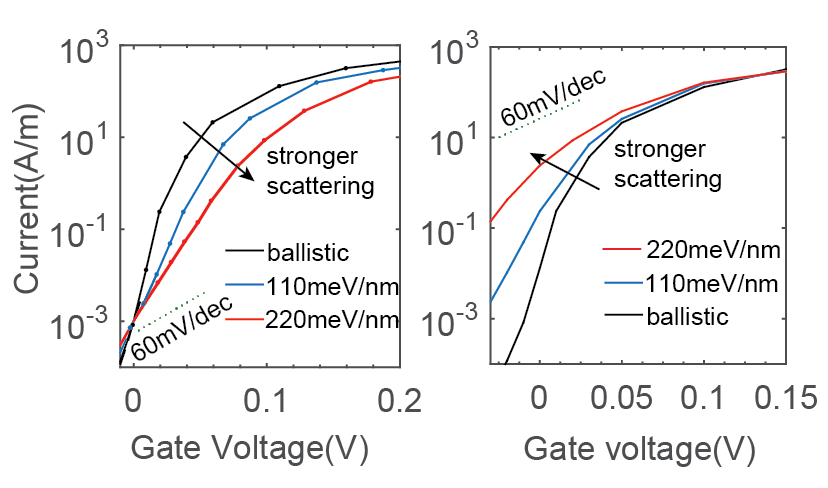 Current(A/m)
10³
10¹
10⁻¹
10⁻³
stronger
scattering
ballistic
110meV/nm
220meV/nm
60mV/dec
0
0.1
0.2
Gate Voltage(V)
10³
10¹
10⁻¹
10⁻³
60mV/dec
stronger
scattering
220meV/nm
110meV/nm
ballistic
0
0.05
0.1
0.15
Gate voltage(V)